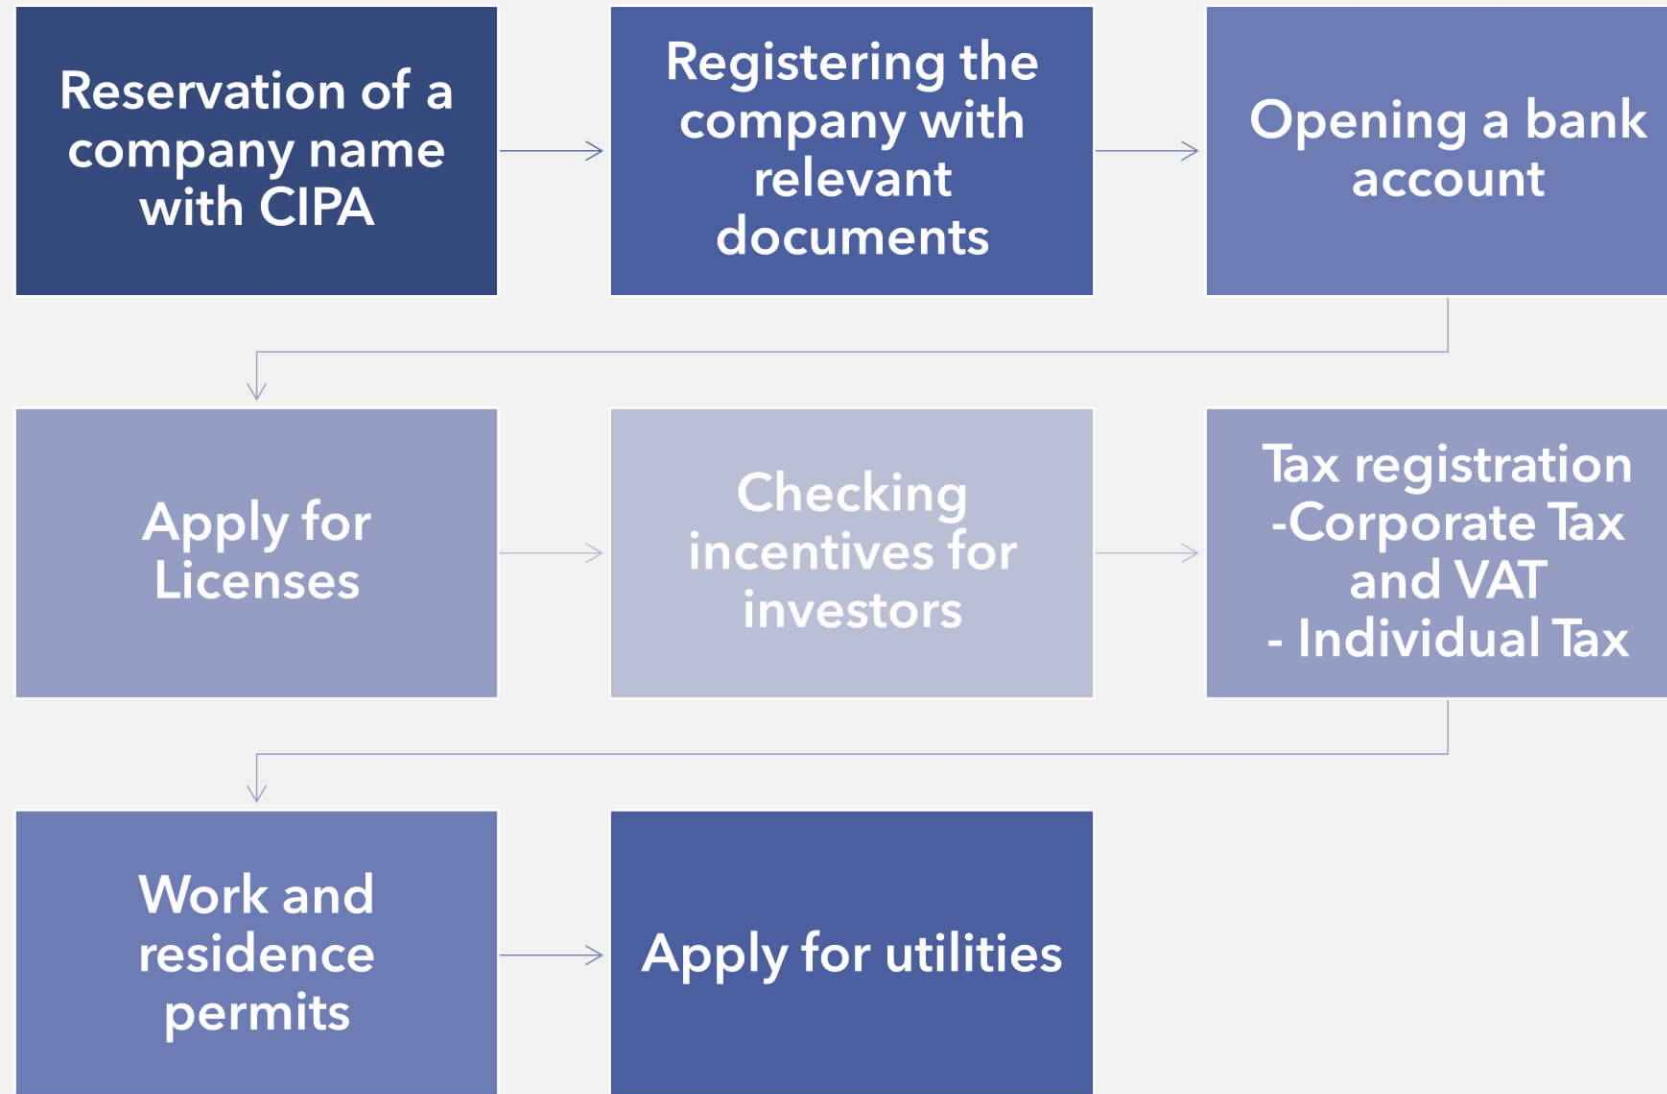 Reservation of a
company name
with CIPA
Registering the
company with
relevant
documents
Opening a bank
account
Apply for
Licenses
Checking
incentives for
investors
Tax registration
-Corporate Tax
and VAT
- Individual Tax
Work and
residence
permits
Apply for utilities